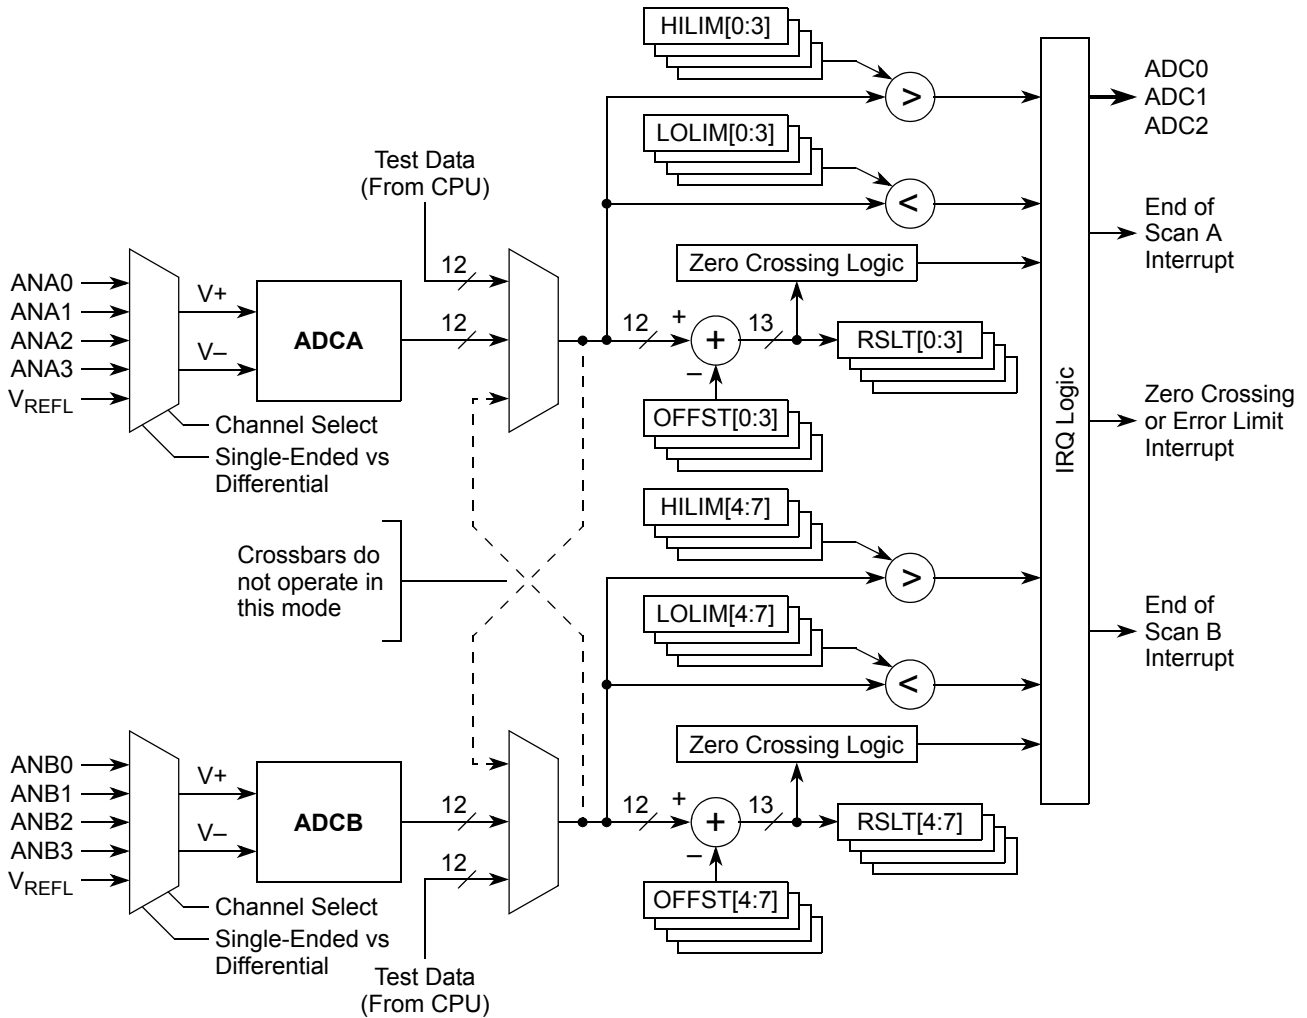 HILIM[0:3]
>
ADC0
ADC1
ADC2
LOLIM[0:3]
<
Test Data
(From CPU)
End of
Scan A
Interrupt
12
Zero Crossing Logic
ANA0
ANA1
ANA2
ANA3
VREFL
V+
V–
ADCA
12
12
+
+
–
13
RSLT[0:3]
OFFST[0:3]
Channel Select
Single-Ended vs
Differential
IRQ Logic
Zero Crossing
or Error Limit
Interrupt
HILIM[4:7]
>
Crossbars do
not operate in
this mode
LOLIM[4:7]
<
End of
Scan B
Interrupt
Zero Crossing Logic
ANB0
ANB1
ANB2
ANB3
VREFL
V+
V–
ADCB
12
12
+
+
–
13
RSLT[4:7]
12
OFFST[4:7]
Channel Select
Single-Ended vs
Differential
Test Data
(From CPU)